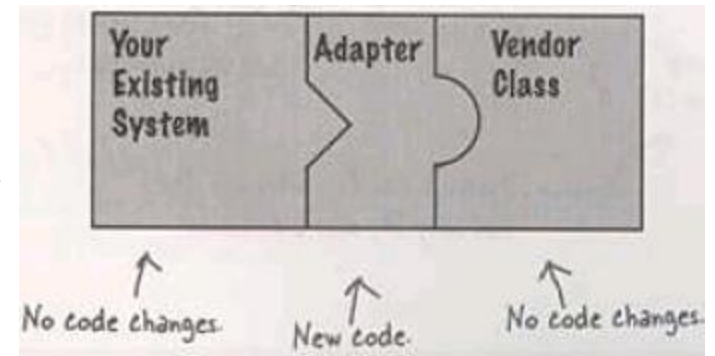 Your
Existing
System
Adapter
Vendor
Class
No code changes.
New code.
No code changes.